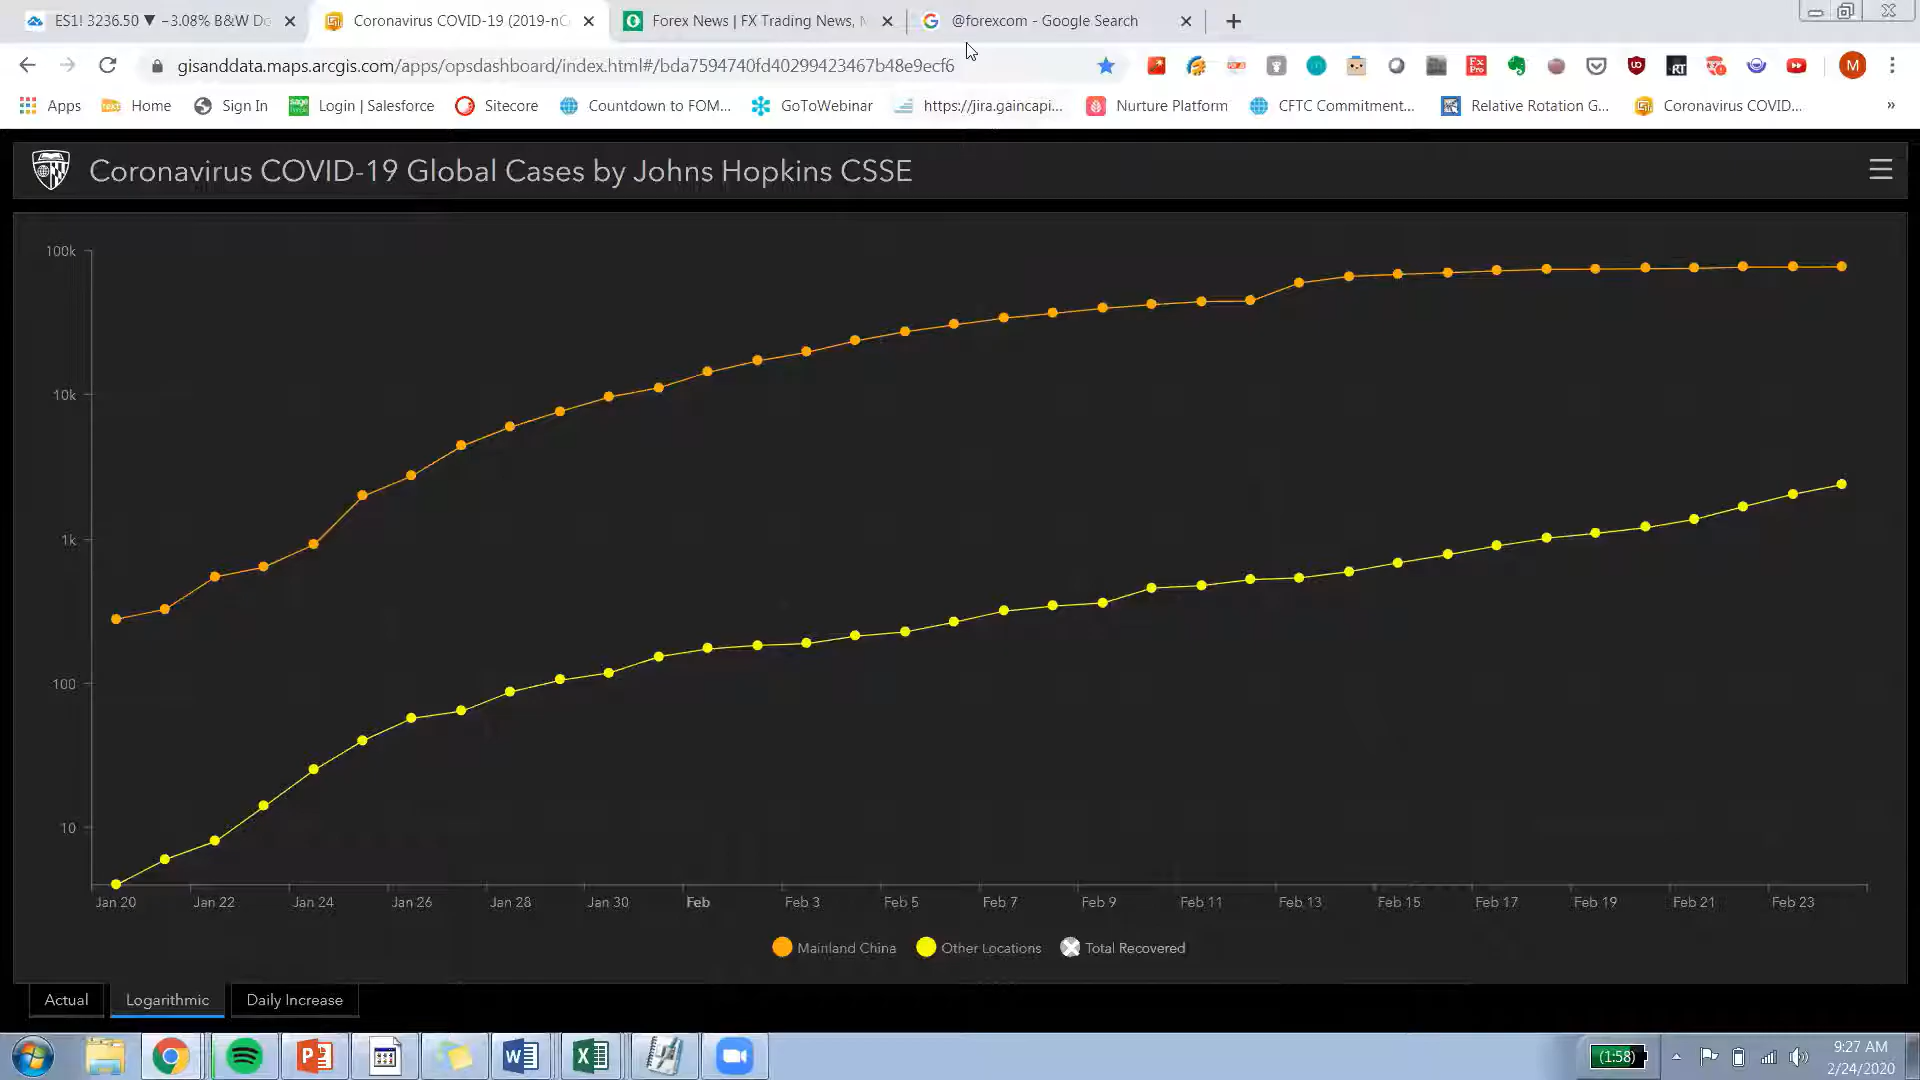 ES1! 3236.50 ▼ −3.08% B&W Do
Coronavirus COVID-19 (2019-nC
Forex News | FX Trading News, M
@forexcom - Google Search
gisanddata.maps.arcgis.com/apps/opsdashboard/index.html#/bda7594740fd40299423467b48e9ecf6
M
Apps
Home
Sign In
Login | Salesforce
Sitecore
Countdown to FOM...
GoToWebinar
https://jira.gaincapi...
Nurture Platform
CFTC Commitment...
Relative Rotation G...
Coronavirus COVID...
»
Coronavirus COVID-19 Global Cases by Johns Hopkins CSSE
100k
10k
1k
100
10
Jan 20 Jan 22 Jan 24 Jan 26 Jan 28 Jan 30 Feb Feb 3 Feb 5 Feb 7 Feb 9 Feb 11 Feb 13 Feb 15 Feb 17 Feb 19 Feb 21 Feb 23
Mainland China Other Locations Total Recovered
Actual Logarithmic Daily Increase
(1:58)
9:27 AM
2/24/2020